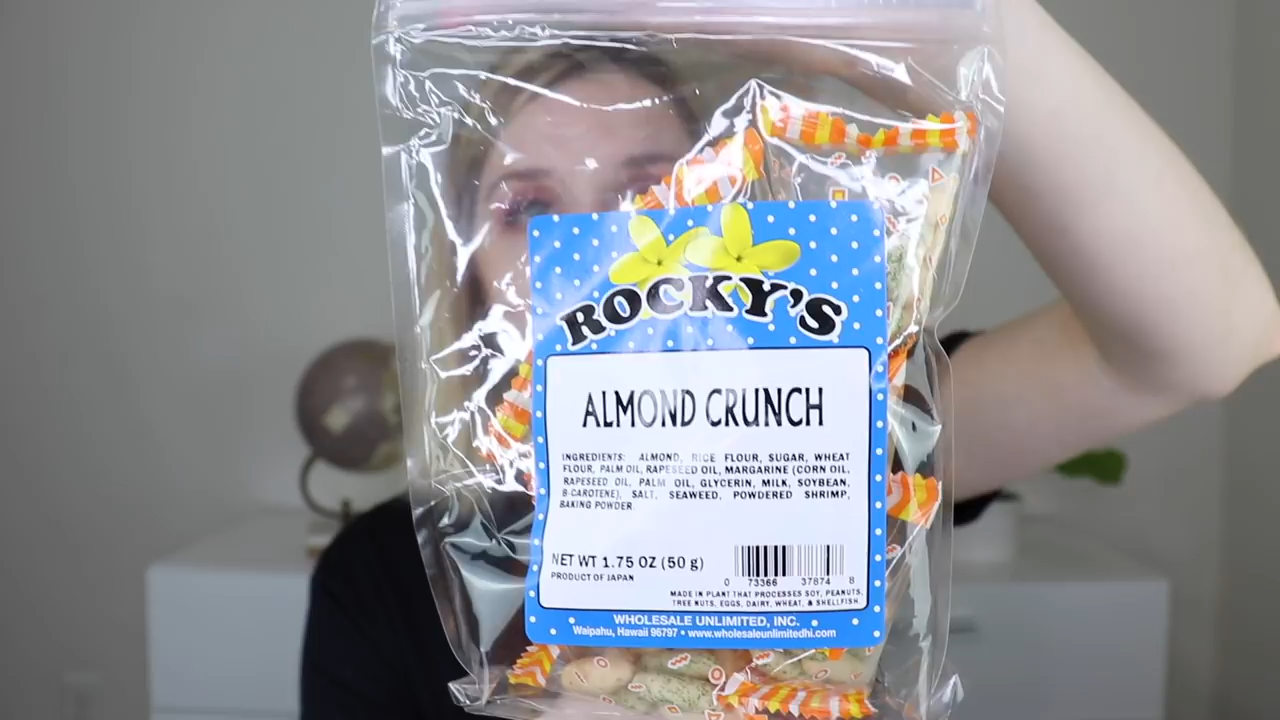 ROCKY'S
ALMOND CRUNCH
INGREDIENTS: ALMOND, RICE FLOUR, SUGAR, WHEAT
FLOUR, PALM OIL, RAPESEED OIL, MARGARINE (CORN OIL,
RAPESEED OIL, PALM OIL, GLYCERIN, MILK, SOYBEAN,
B-CAROTENE), SALT, SEAWEED, POWDERED SHRIMP,
BAKING POWDER
NET WT 1.75 OZ (50 g)
PRODUCT OF JAPAN
0 73366 37874 8
MADE IN PLANT THAT PROCESSES SOY, PEANUTS,
TREE NUTS, EGGS, DAIRY, WHEAT, & SHELLFISH.
WHOLESALE UNLIMITED, INC.
Waipahu, Hawaii 96797 • www.wholesaleunlimitedhi.com